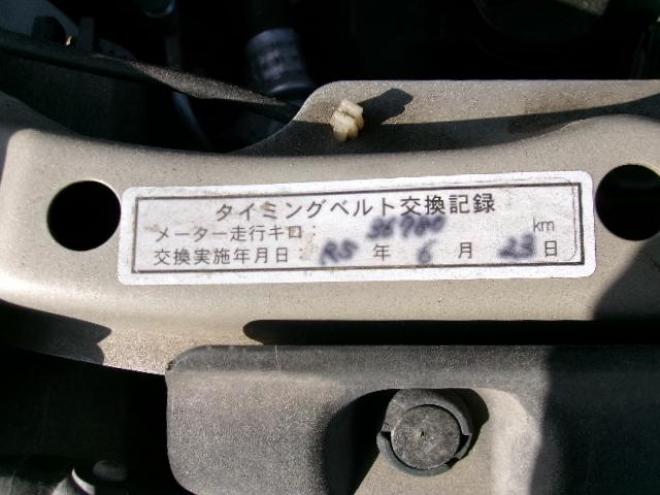 タイミングベルト交換記録
メーター走行キロ: 36780 km
交換実施年月日: R5 年 6 月 23 日